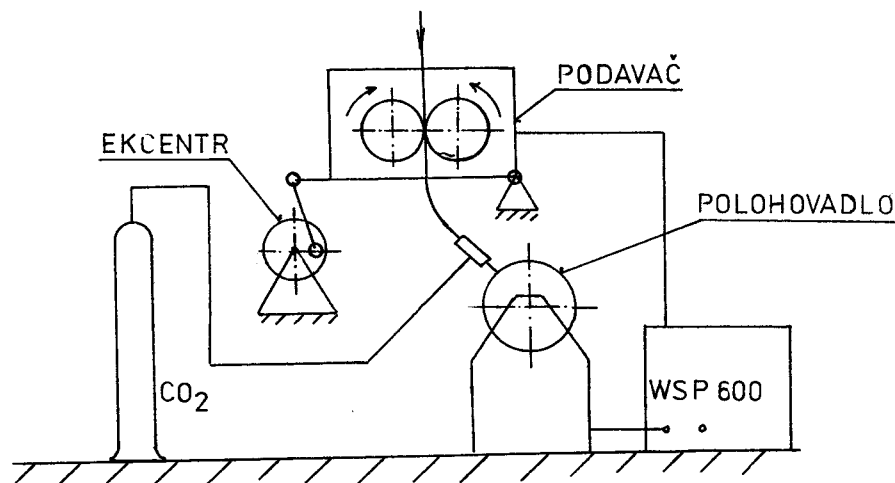 PODAVAČ
EKCENTR
POLOHOVADLO
CO₂
WSP 600